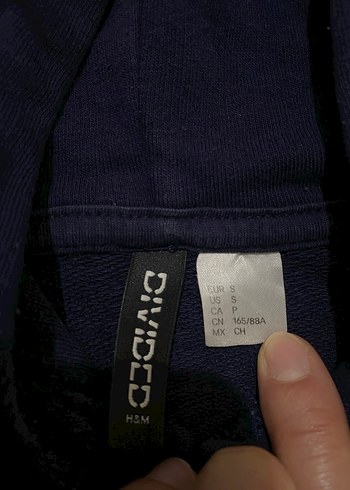 DIVIDED
H&M
EUR S
US S
CA P
CN 165/88A
MX CH